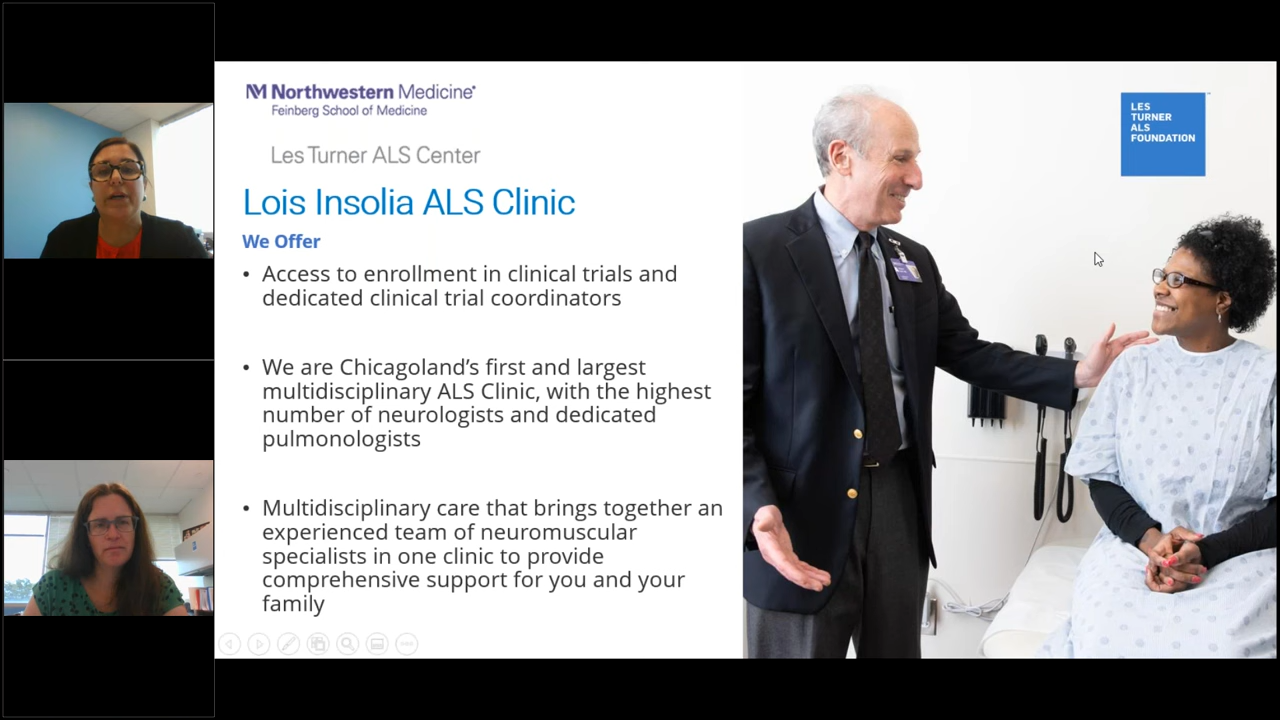 Northwestern Medicine
Feinberg School of Medicine
Les Turner ALS Center
Lois Insolia ALS Clinic
We Offer
• Access to enrollment in clinical trials and
dedicated clinical trial coordinators
• We are Chicagoland’s first and largest
multidisciplinary ALS Clinic, with the highest
number of neurologists and dedicated
pulmonologists
• Multidisciplinary care that brings together an
experienced team of neuromuscular
specialists in one clinic to provide
comprehensive support for you and your
family
LES
TURNER
ALS
FOUNDATION